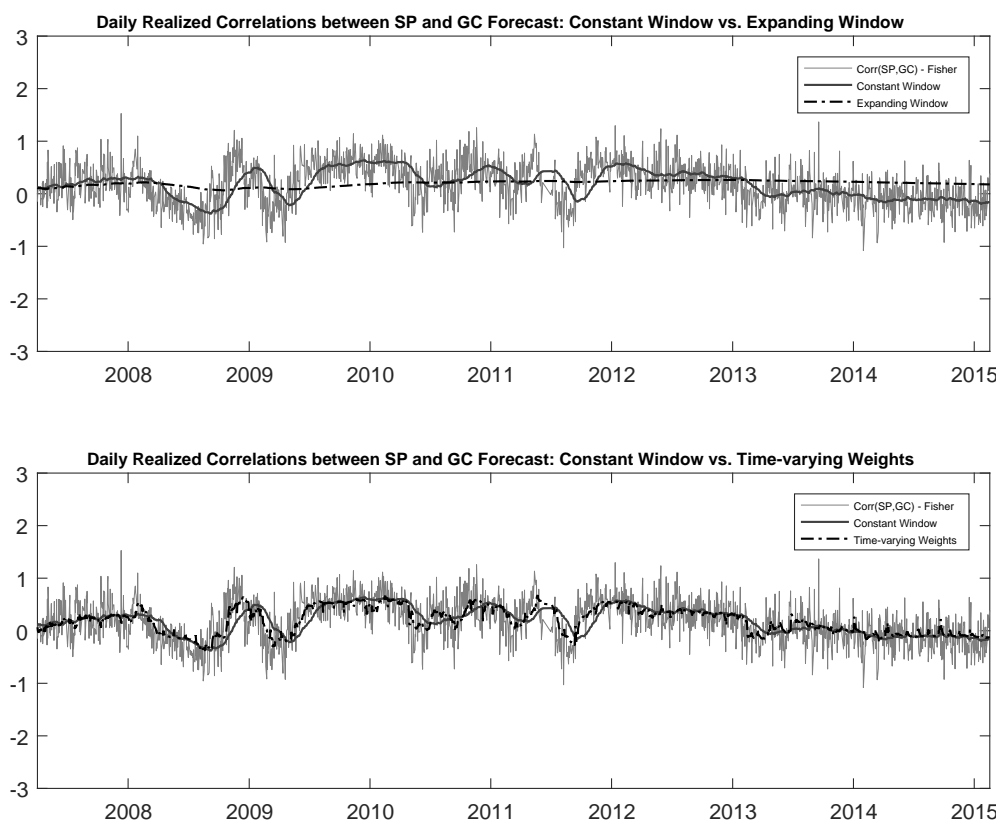 Daily Realized Correlations between SP and GC Forecast: Constant Window vs. Expanding Window
3
2
1
0
-1
-2
-3
Corr(SP,GC) - Fisher
Constant Window
Expanding Window
2008 2009 2010 2011 2012 2013 2014 2015
Daily Realized Correlations between SP and GC Forecast: Constant Window vs. Time-varying Weights
3
2
1
0
-1
-2
-3
Corr(SP,GC) - Fisher
Constant Window
Time-varying Weights
2008 2009 2010 2011 2012 2013 2014 2015